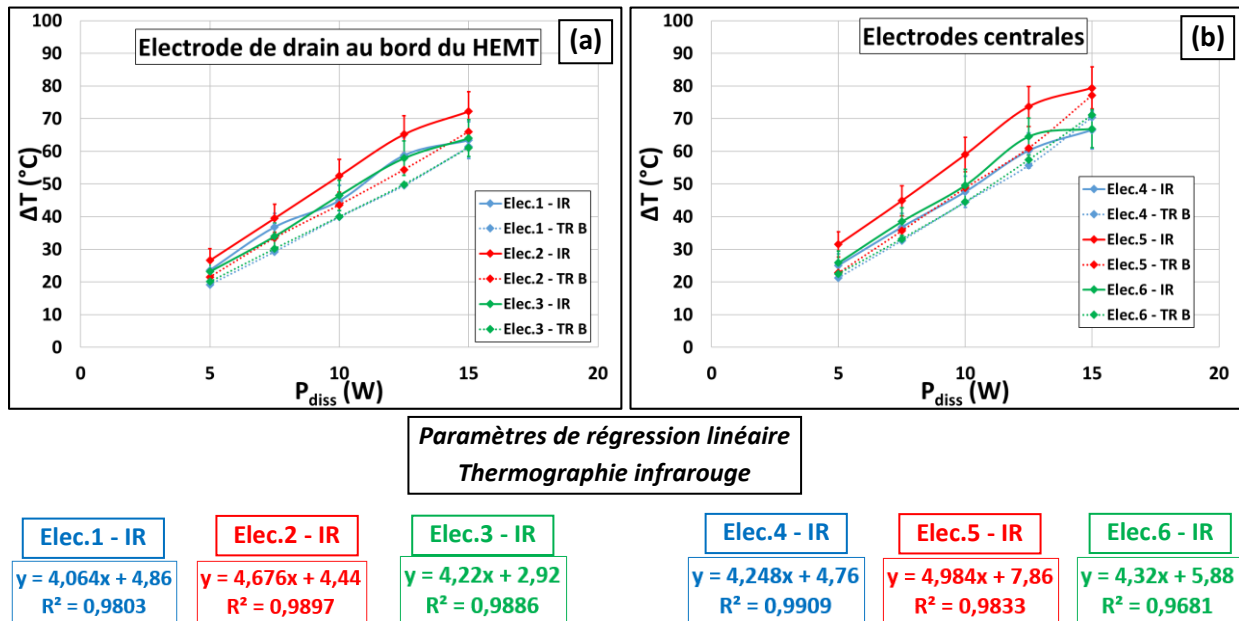 Electrode de drain au bord du HEMT
(a)
ΔT (°C)
100
90
80
70
60
50
40
30
20
10
0
0 5 10 15 20
P_diss (W)
Elec.1 - IR
Elec.1 - TR B
Elec.2 - IR
Elec.2 - TR B
Elec.3 - IR
Elec.3 - TR B
Electrodes centrales
(b)
ΔT (°C)
100
90
80
70
60
50
40
30
20
10
0
0 5 10 15 20
P_diss (W)
Elec.4 - IR
Elec.4 - TR B
Elec.5 - IR
Elec.5 - TR B
Elec.6 - IR
Elec.6 - TR B
Paramètres de régression linéaire
Thermographie infrarouge
Elec.1 - IR
y = 4,064x + 4,86
R² = 0,9803
Elec.2 - IR
y = 4,676x + 4,44
R² = 0,9897
Elec.3 - IR
y = 4,22x + 2,92
R² = 0,9886
Elec.4 - IR
y = 4,248x + 4,76
R² = 0,9909
Elec.5 - IR
y = 4,984x + 7,86
R² = 0,9833
Elec.6 - IR
y = 4,32x + 5,88
R² = 0,9681